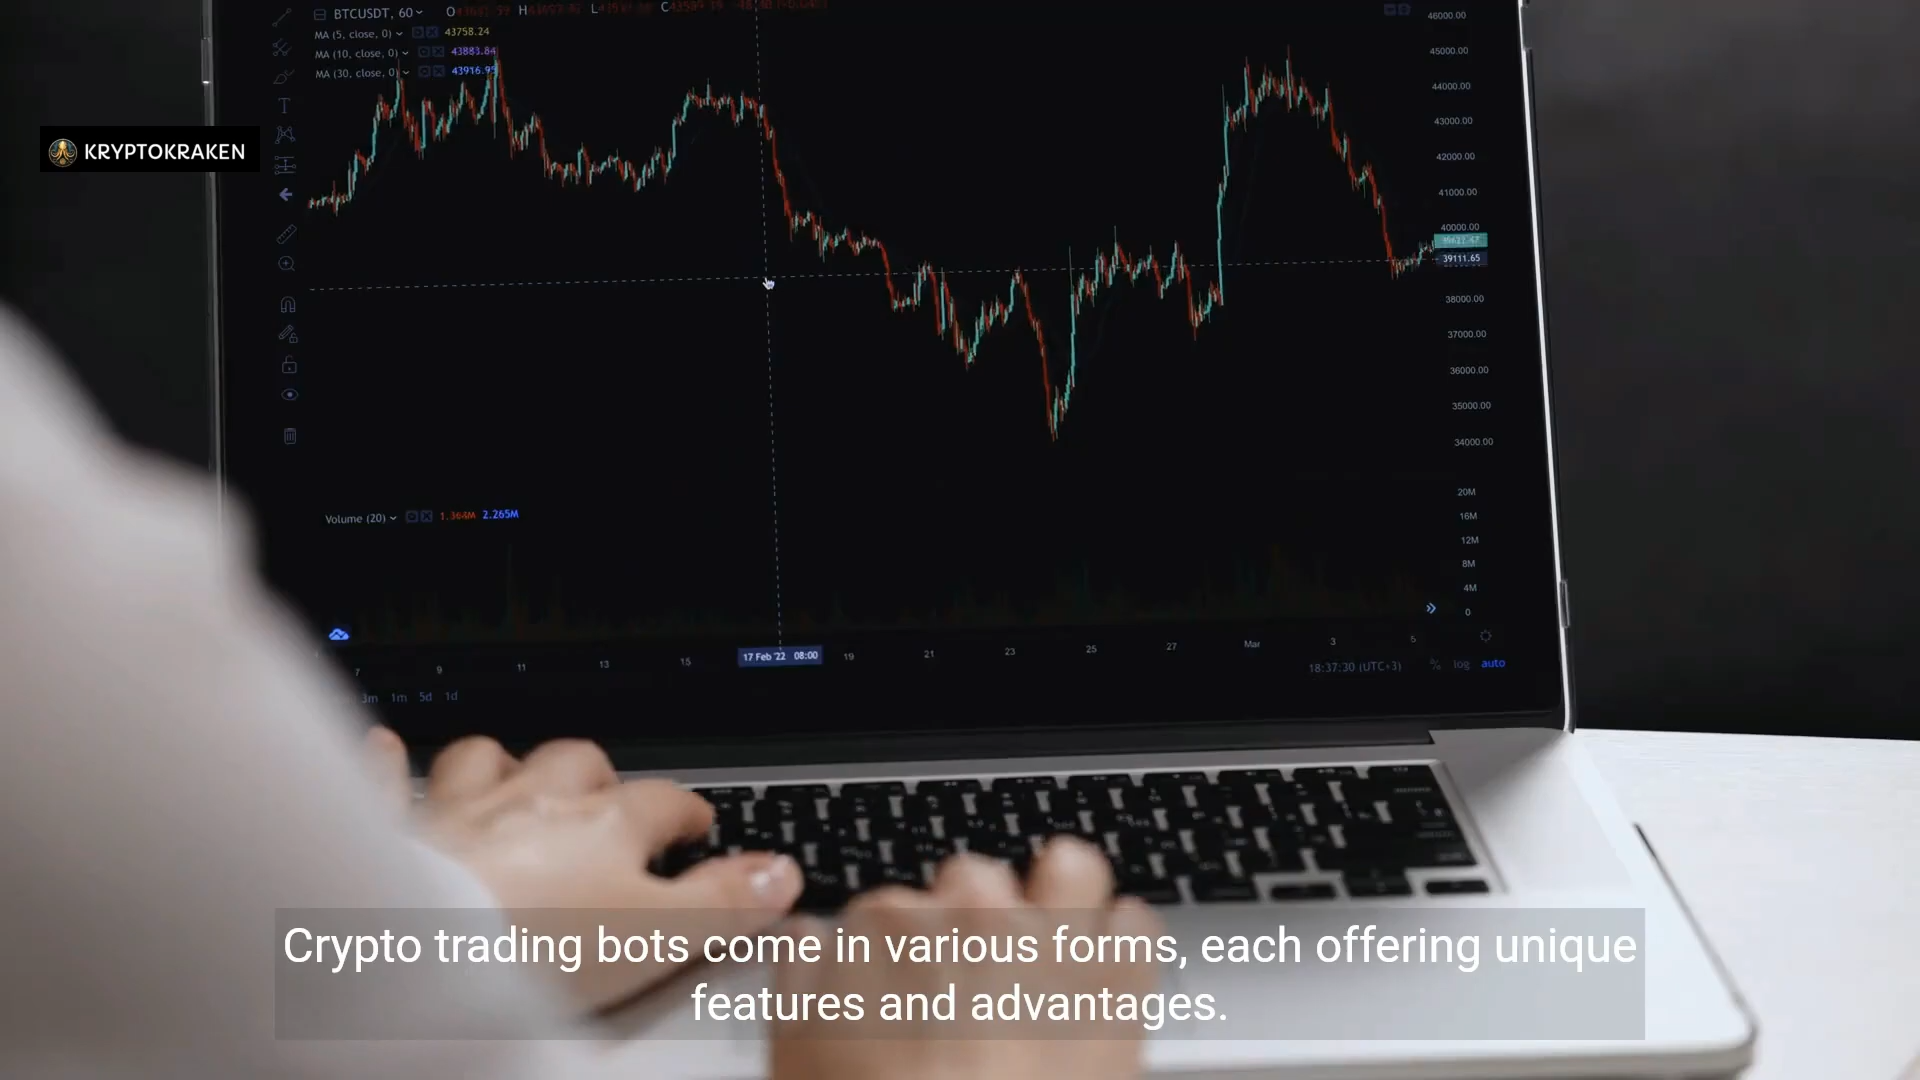 BTCUSDT, 60
MA (5, close, 0) 43758.24
MA (10, close, 0) 43883.84
MA (30, close, 0) 43916.95
KRYPTOKRAKEN
46000.00
45000.00
44000.00
43000.00
42000.00
41000.00
40000.00
39111.65
38000.00
37000.00
36000.00
35000.00
34000.00
Volume (20) 1.364M 2.265M
20M
16M
12M
8M
4M
0
7 9 11 13 15 17 Feb '22 08:00 19 21 23 25 27 Mar 3 5
3m 1m 5d 1d
18:37:30 (UTC+3) % log auto
Crypto trading bots come in various forms, each offering unique
features and advantages.